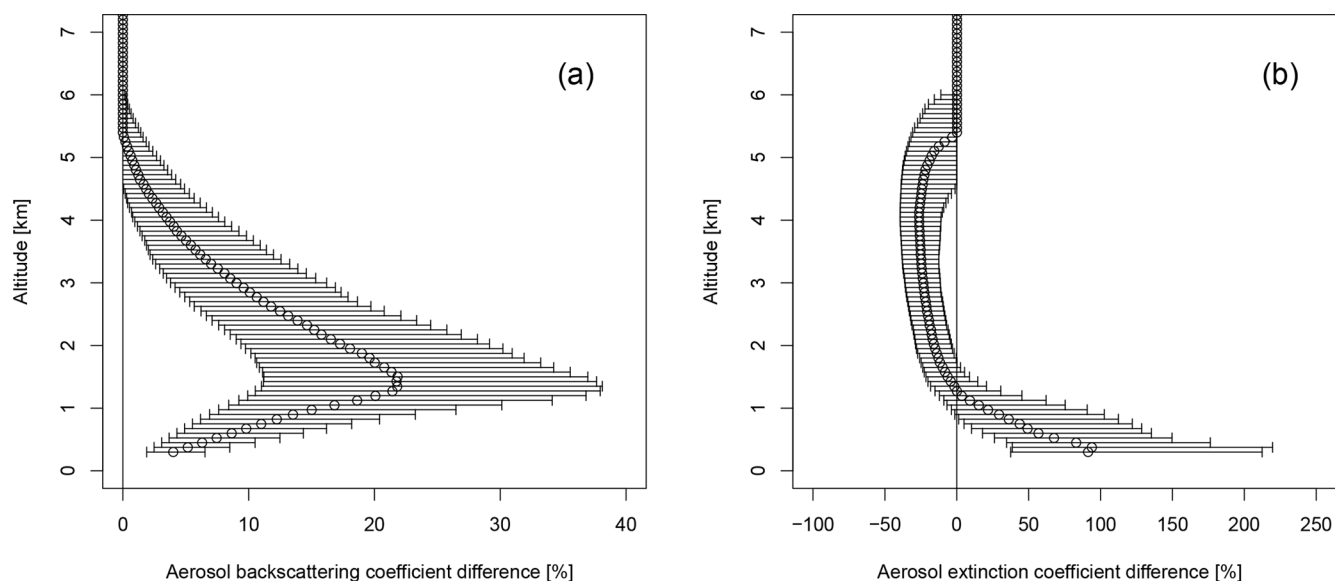 (a)
Altitude [km]
7
6
5
4
3
2
1
0
0 10 20 30 40
Aerosol backscattering coefficient difference [%]
(b)
Altitude [km]
7
6
5
4
3
2
1
0
−100 −50 0 50 100 150 200 250
Aerosol extinction coefficient difference [%]